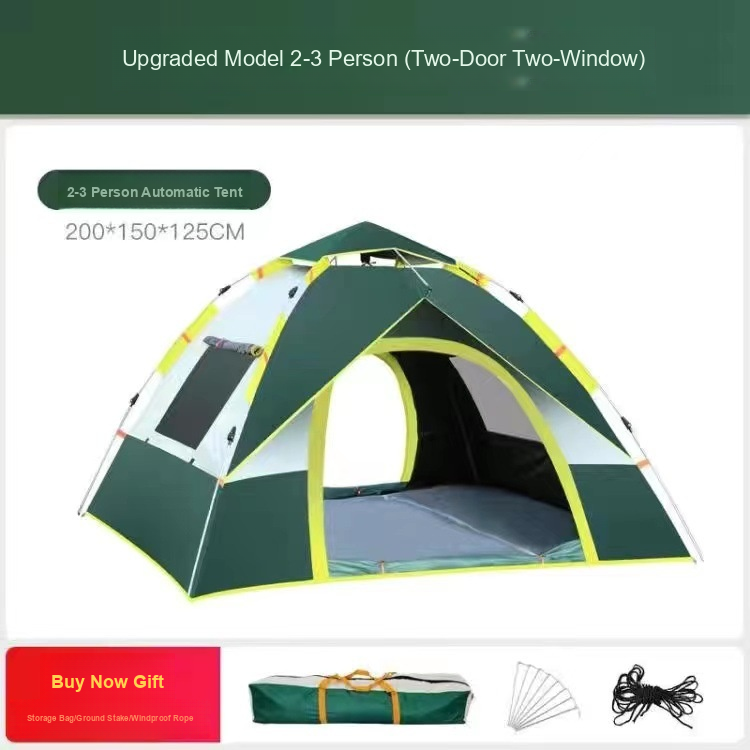 Upgraded Model 2-3 Person (Two-Door Two-Window)
2-3 Person Automatic Tent
200*150*125CM
Buy Now Gift
Storage Bag/Ground Stake/Windproof Rope